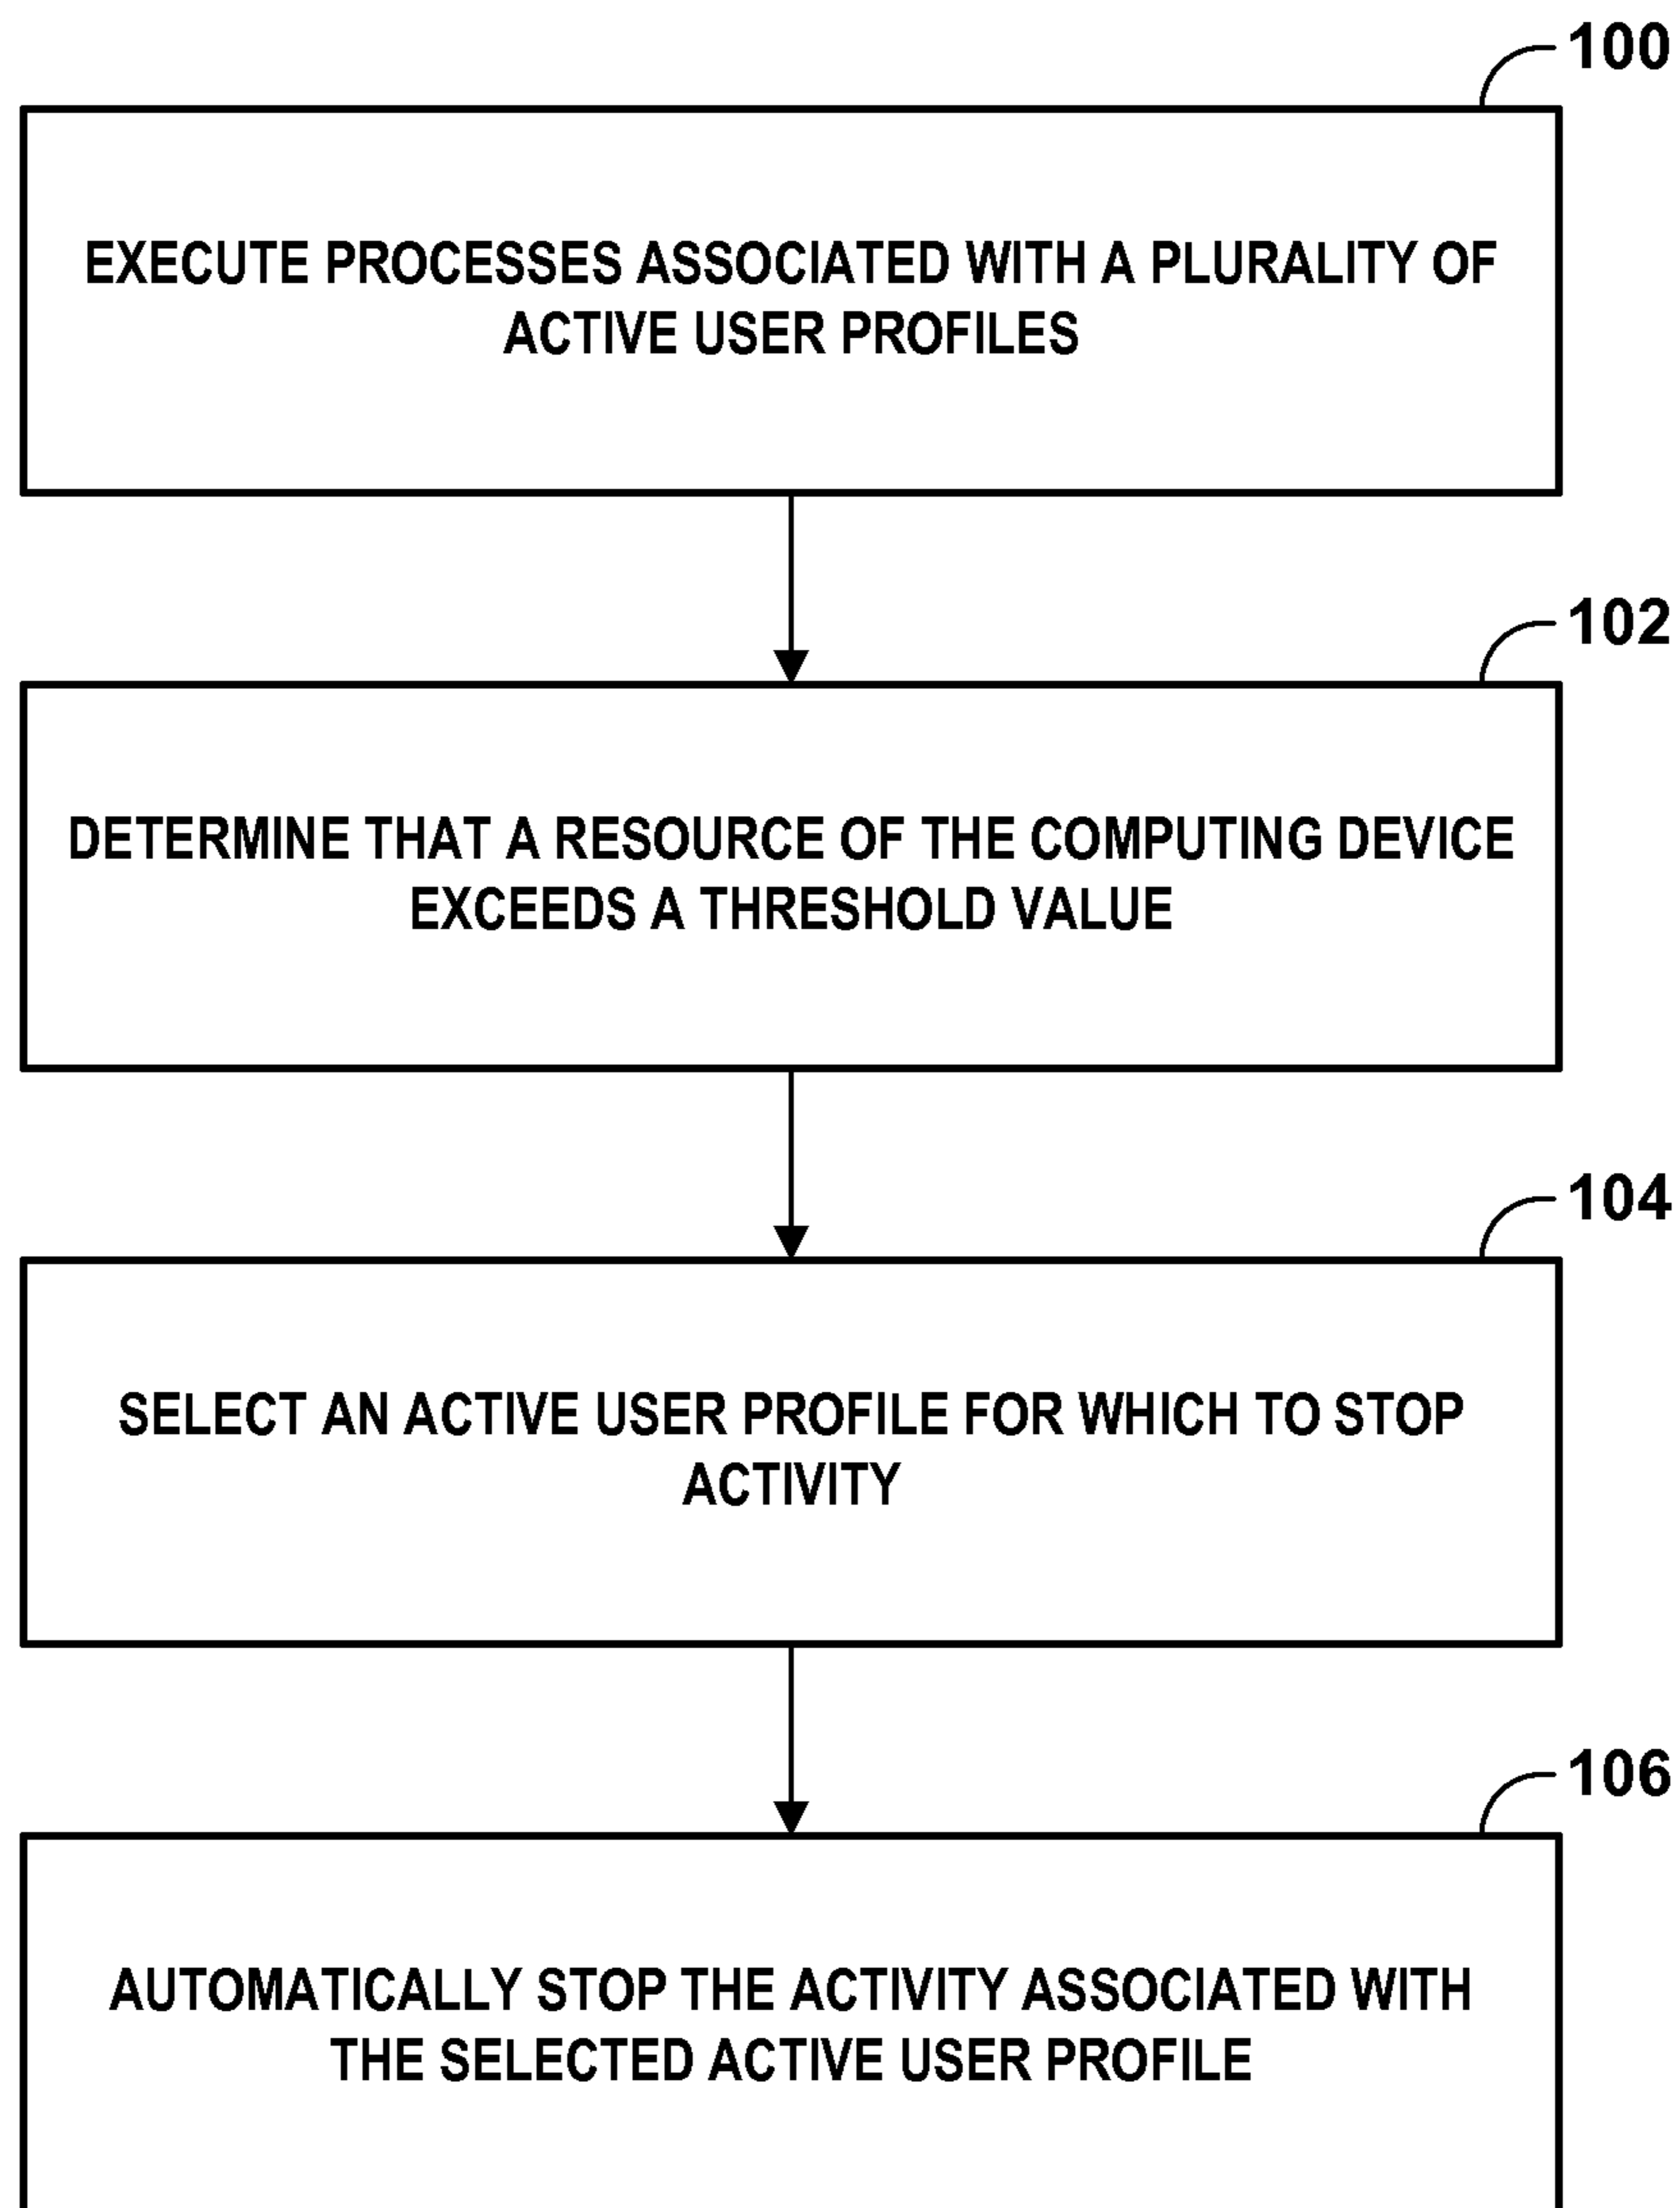 100
EXECUTE PROCESSES ASSOCIATED WITH A PLURALITY OF
ACTIVE USER PROFILES
102
DETERMINE THAT A RESOURCE OF THE COMPUTING DEVICE
EXCEEDS A THRESHOLD VALUE
104
SELECT AN ACTIVE USER PROFILE FOR WHICH TO STOP
ACTIVITY
106
AUTOMATICALLY STOP THE ACTIVITY ASSOCIATED WITH
THE SELECTED ACTIVE USER PROFILE